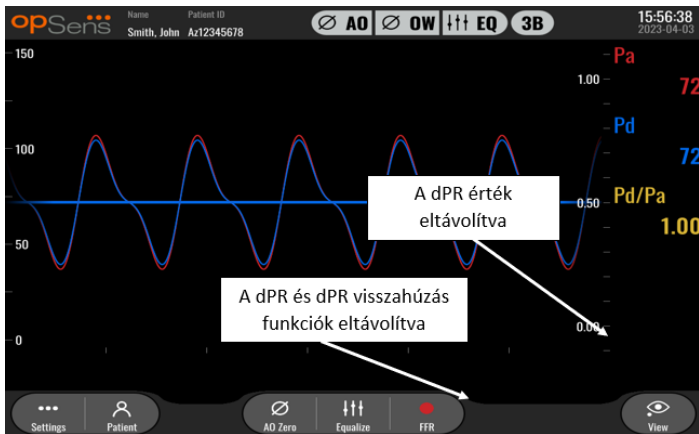 opSens
Name Patient ID
Smith, John Az12345678
AO OW EQ 3B
15:56:38
2023-04-03
150
100
50
0
1.00
0.50
0.00
Pa
72
Pd
72
Pd/Pa
1.00
A dPR érték
eltávolítva
A dPR és dPR visszahúzás
funkciók eltávolítva
Settings Patient AO Zero Equalize FFR View